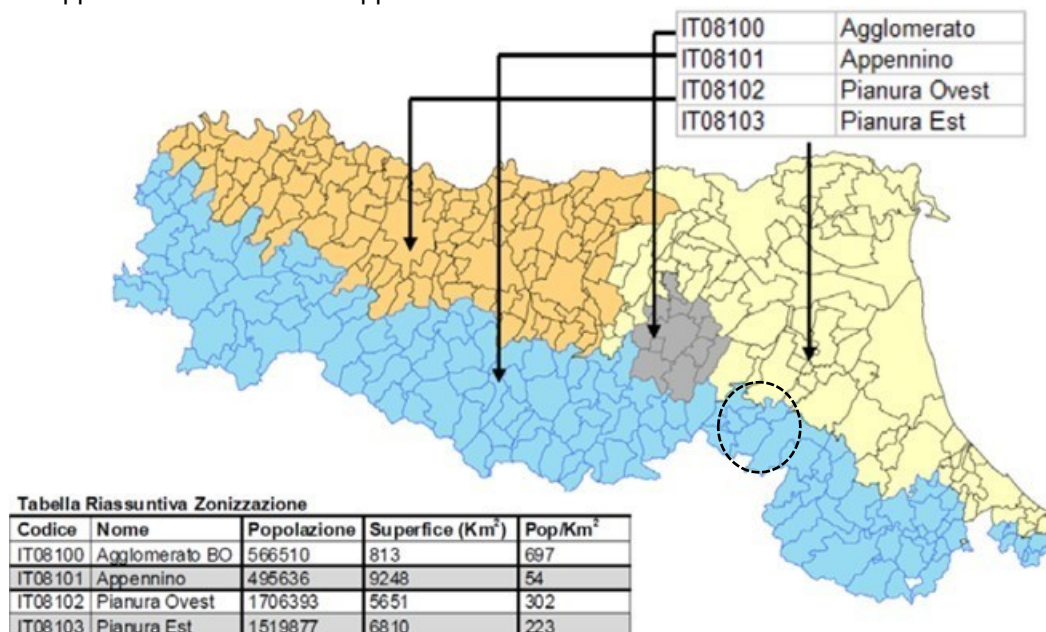 IT08100 Agglomerato
IT08101 Appennino
IT08102 Pianura Ovest
IT08103 Pianura Est
Tabella Riassuntiva Zonizzazione
Codice Nome Popolazione Superfice (Km²) Pop/Km²
IT08100 Agglomerato BO 566510 813 697
IT08101 Appennino 495636 9248 54
IT08102 Pianura Ovest 1706393 5651 302
IT08103 Pianura Est 1519877 6810 223